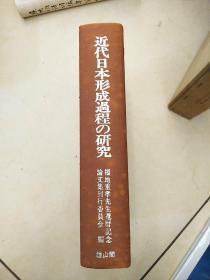 近代日本形成過程の研究
福地重孝先生還暦記念
論文集刊行委員会 編
雄山閣